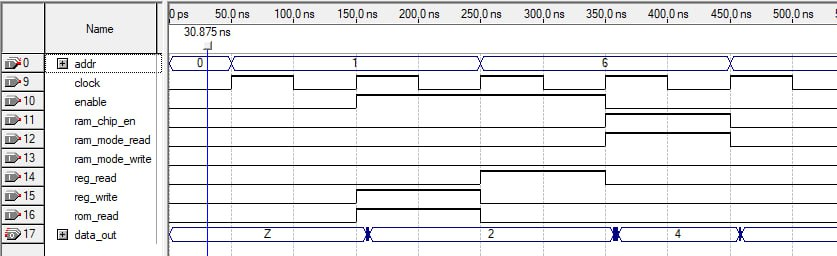 Name
0 ps 50.0 ns 100.0 ns 150.0 ns 200.0 ns 250.0 ns 300.0 ns 350.0 ns 400.0 ns 450.0 ns 500.0 ns
30.875 ns
0 addr 0 1 6
9 clock
10 enable
11 ram_chip_en
12 ram_mode_read
13 ram_mode_write
14 reg_read
15 reg_write
16 rom_read
17 data_out Z 2 4